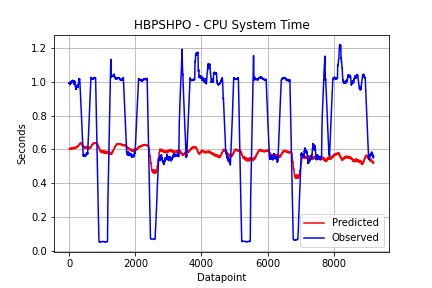 HBPSHPO - CPU System Time
1.2
1.0
0.8
0.6
0.4
0.2
0.0
Seconds
Predicted
Observed
0 2000 4000 6000 8000
Datapoint